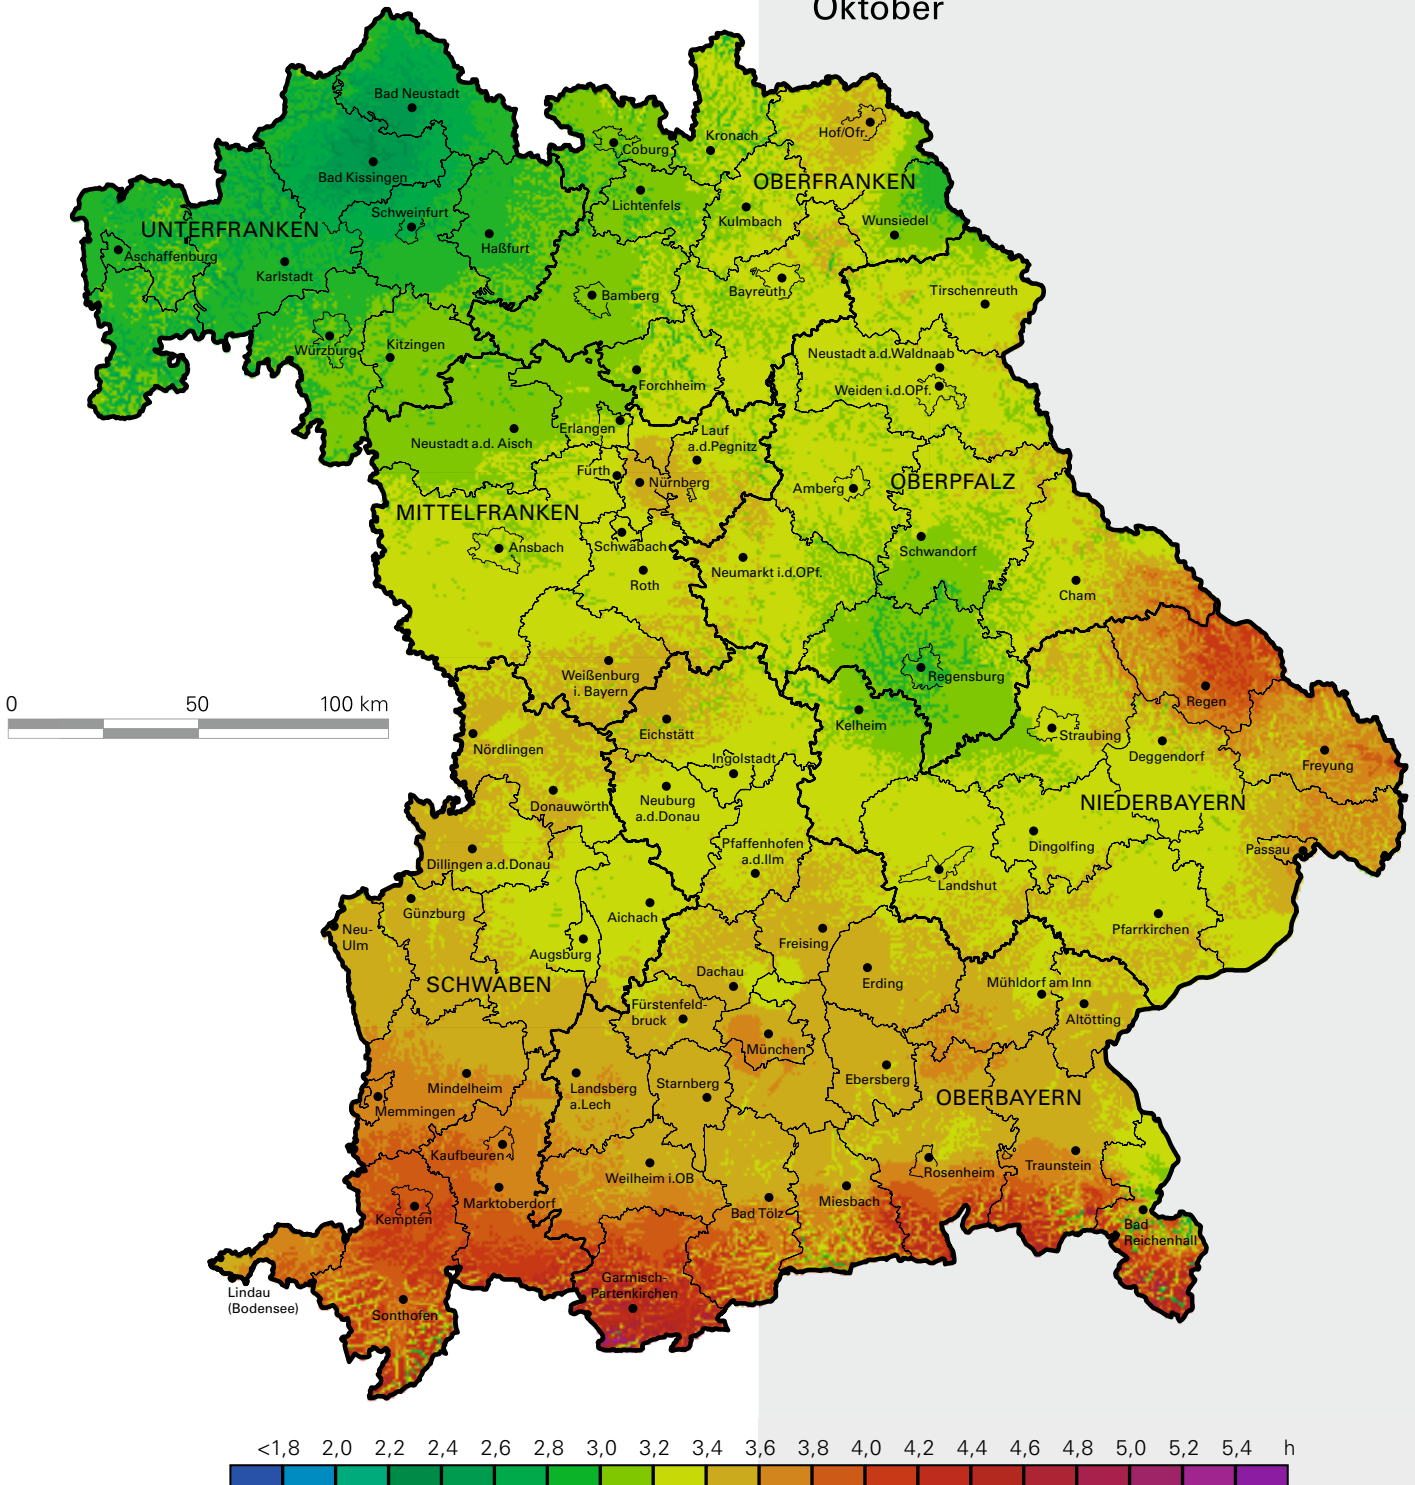 Oktober
Bad Neustadt
Hof/Ofr.
Kronach
Coburg
Bad Kissingen
OBERFRANKEN
Lichtenfels
Schweinfurt
Kulmbach
Wunsiedel
UNTERFRANKEN
Haßfurt
Aschaffenburg
Karlstadt
Bayreuth
Bamberg
Tirschenreuth
Kitzingen
Würzburg
Neustadt a.d.Waldnaab
Forchheim
Weiden i.d.OPf.
Erlangen
Lauf
a.d.Pegnitz
Neustadt a.d. Aisch
Fürth
Nürnberg
Amberg
OBERPFALZ
MITTELFRANKEN
Ansbach
Schwabach
Schwandorf
Neumarkt i.d.OPf.
Roth
Cham
Weißenburg
i. Bayern
Regensburg
0 50 100 km
Regen
Kelheim
Eichstätt
Straubing
Nördlingen
Deggendorf
Ingolstadt
Freyung
Neuburg
a.d.Donau
Donauwörth
NIEDERBAYERN
Pfaffenhofen
a.d.Ilm
Dingolfing
Passau
Dillingen a.d.Donau
Landshut
Günzburg
Aichach
Neu-
Ulm
Pfarrkirchen
Freising
Augsburg
Dachau
SCHWABEN
Erding
Mühldorf am Inn
Fürstenfeld-
bruck
Altötting
München
Mindelheim
Landsberg
a.Lech
Starnberg
Ebersberg
OBERBAYERN
Memmingen
Kaufbeuren
Weilheim i.OB
Rosenheim
Traunstein
Marktoberdorf
Miesbach
Kempten
Bad Tölz
Bad
Reichenhall
Lindau
(Bodensee)
Garmisch-
Partenkirchen
Sonthofen
<1,8 2,0 2,2 2,4 2,6 2,8 3,0 3,2 3,4 3,6 3,8 4,0 4,2 4,4 4,6 4,8 5,0 5,2 5,4 h